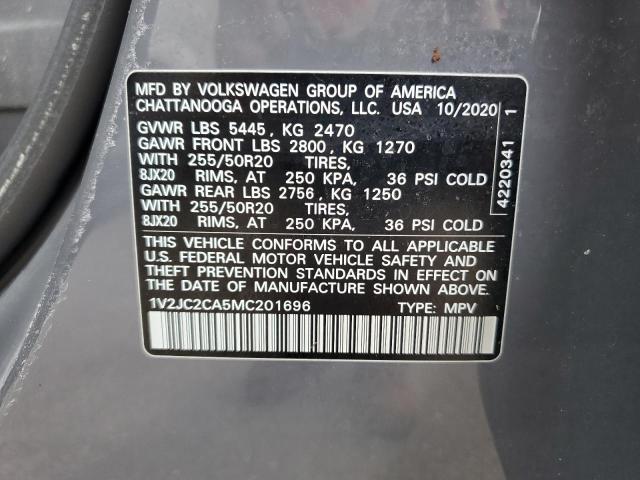 MFD BY VOLKSWAGEN GROUP OF AMERICA
CHATTANOOGA OPERATIONS, LLC. USA 10/2020
GVWR LBS 5445, KG 2470
GAWR FRONT LBS 2800, KG 1270
WITH 255/50R20 TIRES,
8JX20 RIMS, AT 250 KPA, 36 PSI COLD
GAWR REAR LBS 2756, KG 1250
WITH 255/50R20 TIRES,
8JX20 RIMS, AT 250 KPA, 36 PSI COLD
THIS VEHICLE CONFORMS TO ALL APPLICABLE
U.S. FEDERAL MOTOR VEHICLE SAFETY AND
THEFT PREVENTION STANDARDS IN EFFECT ON
THE DATE OF MANUFACTURE SHOWN ABOVE.
1V2JC2CA5MC201696 TYPE: MPV
4220341 1